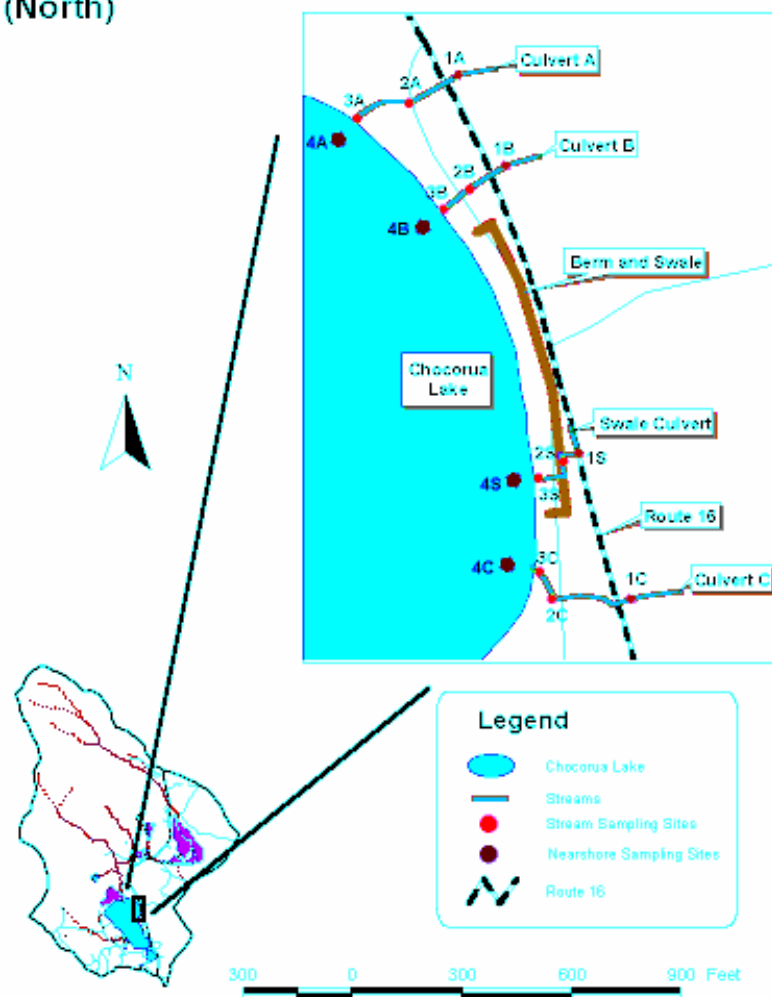 (North)
1A
Culvert A
2A
3A
4A
1B
Culvert B
2B
3B
4B
Berm and Swale
Chocorua
Lake
N
Swale Culvert
2S
1S
4S
3S
Route 16
4C
3C
1C
Culvert C
2C
Legend
Chocorua Lake
Streams
Stream Sampling Sites
Nearshore Sampling Sites
Route 16
300 0 300 600 900 Feet